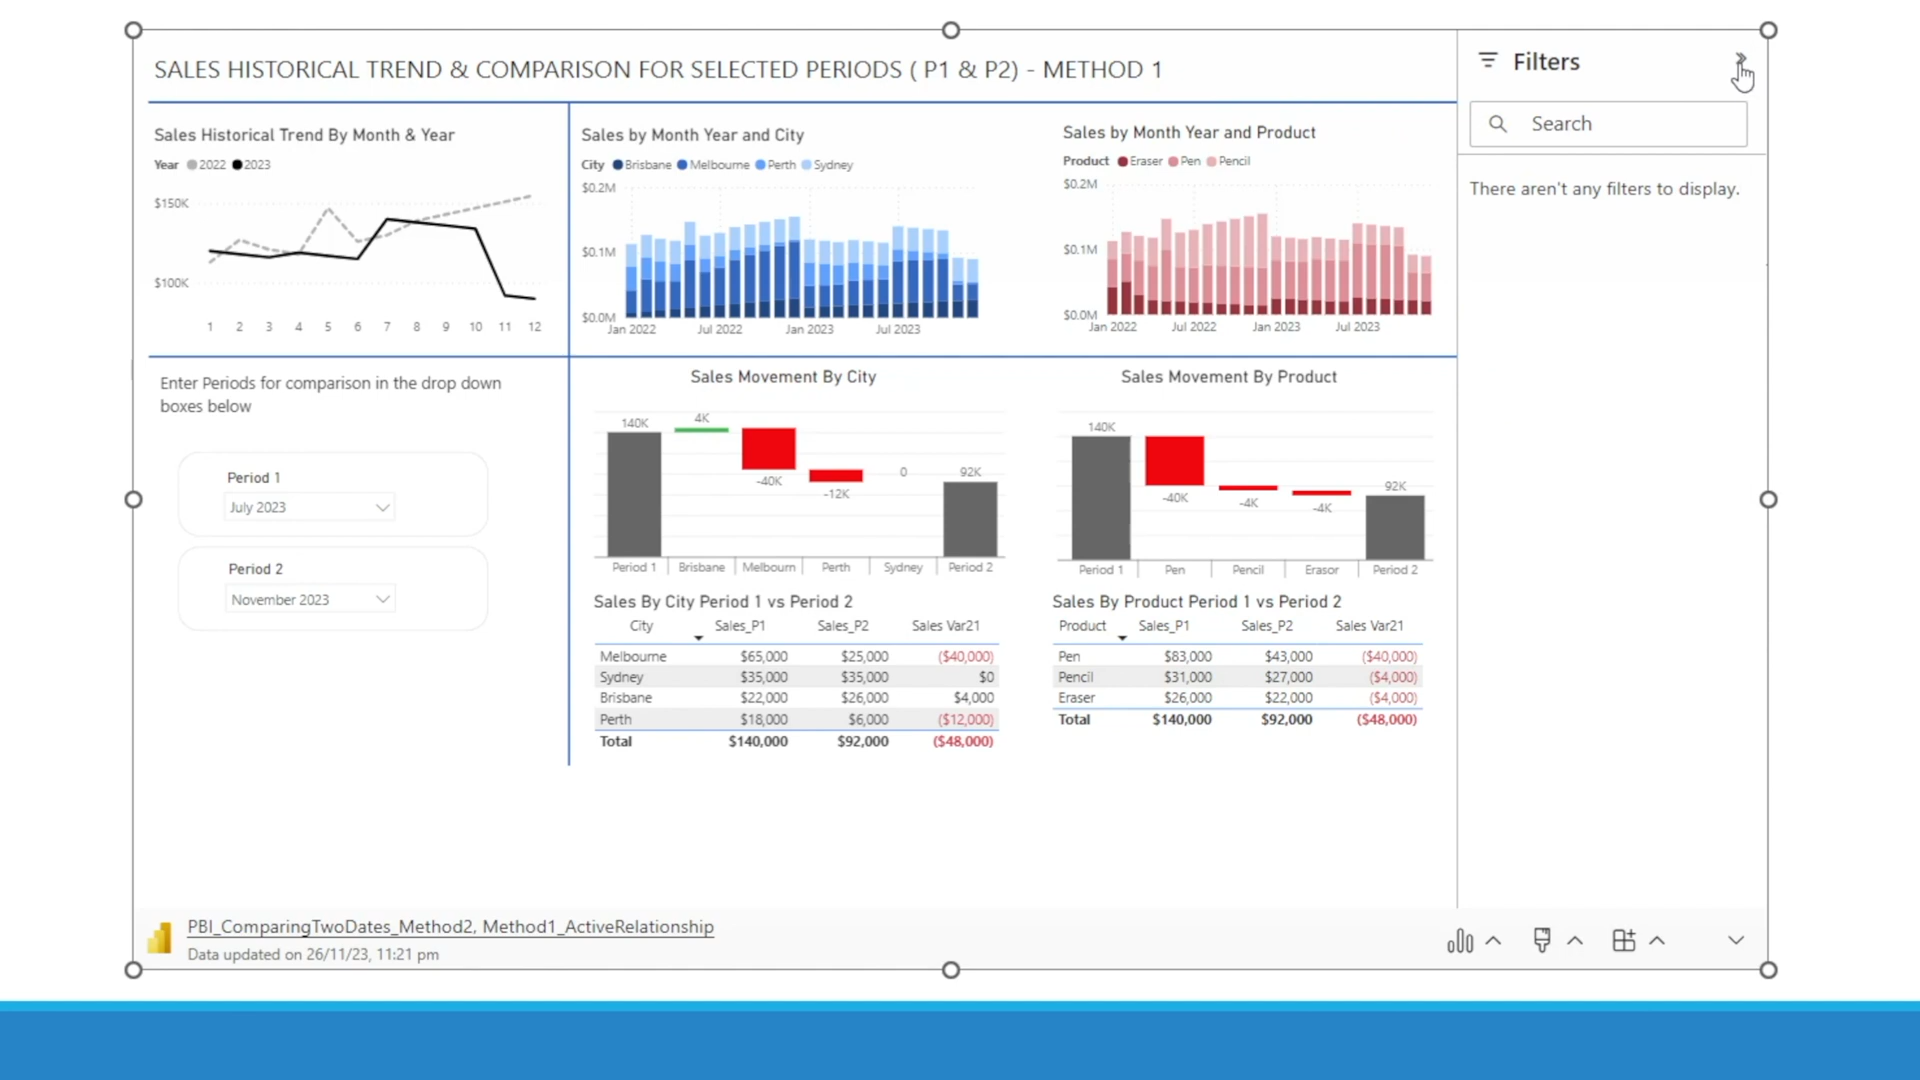 SALES HISTORICAL TREND & COMPARISON FOR SELECTED PERIODS ( P1 & P2) - METHOD 1
Filters
Search
There aren't any filters to display.
Sales Historical Trend By Month & Year
Year 2022 2023
$150K
$100K
1 2 3 4 5 6 7 8 9 10 11 12
Sales by Month Year and City
City Brisbane Melbourne Perth Sydney
$0.2M
$0.1M
$0.0M
Jan 2022 Jul 2022 Jan 2023 Jul 2023
Sales by Month Year and Product
Product Eraser Pen Pencil
$0.2M
$0.1M
$0.0M
Jan 2022 Jul 2022 Jan 2023 Jul 2023
Enter Periods for comparison in the drop down
boxes below
Period 1
July 2023
Period 2
November 2023
Sales Movement By City
140K 4K -40K -12K 0 92K
Period 1 Brisbane Melbourn Perth Sydney Period 2
Sales Movement By Product
140K -40K -4K -4K 92K
Period 1 Pen Pencil Erasor Period 2
Sales By City Period 1 vs Period 2
City Sales_P1 Sales_P2 Sales Var21
Melbourne $65,000 $25,000 ($40,000)
Sydney $35,000 $35,000 $0
Brisbane $22,000 $26,000 $4,000
Perth $18,000 $6,000 ($12,000)
Total $140,000 $92,000 ($48,000)
Sales By Product Period 1 vs Period 2
Product Sales_P1 Sales_P2 Sales Var21
Pen $83,000 $43,000 ($40,000)
Pencil $31,000 $27,000 ($4,000)
Eraser $26,000 $22,000 ($4,000)
Total $140,000 $92,000 ($48,000)
PBI_ComparingTwoDates_Method2, Method1_ActiveRelationship
Data updated on 26/11/23, 11:21 pm